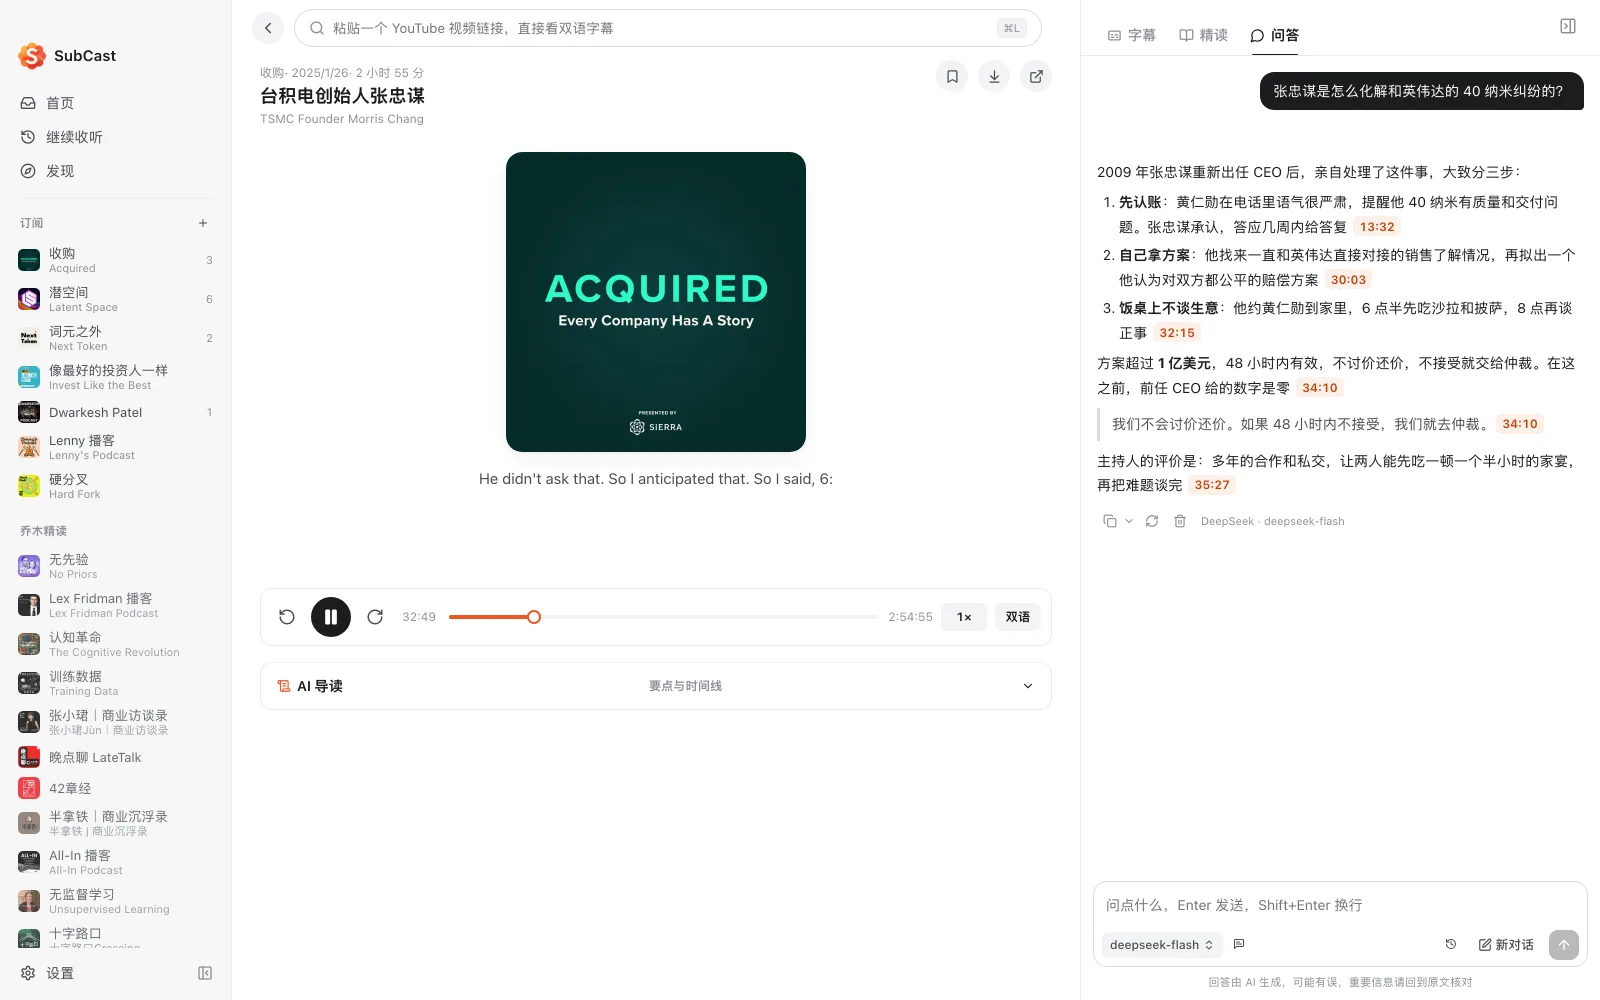 SubCast
首页
继续收听
发现
订阅
收购
Acquired
3
潜空间
Latent Space
6
词元之外
Next Token
2
像最好的投资人一样
Invest Like the Best
Dwarkesh Patel
1
Lenny 播客
Lenny's Podcast
硬分叉
Hard Fork
乔木精读
无先验
No Priors
Lex Fridman 播客
Lex Fridman Podcast
认知革命
The Cognitive Revolution
训练数据
Training Data
张小珺｜商业访谈录
张小珺Jùn｜商业访谈录
晚点聊 LateTalk
42章经
半拿铁｜商业沉浮录
半拿铁 | 商业沉浮录
All-In 播客
All-In Podcast
无监督学习
Unsupervised Learning
十字路口
十字路口Crossing
设置
粘贴一个 YouTube 视频链接，直接看双语字幕
⌘L
收购· 2025/1/26· 2 小时 55 分
台积电创始人张忠谋
TSMC Founder Morris Chang
ACQUIRED
Every Company Has A Story
PRESENTED BY
SIERRA
He didn't ask that. So I anticipated that. So I said, 6:
32:49
2:54:55
1×
双语
AI 导读
要点与时间线
字幕
精读
问答
张忠谋是怎么化解和英伟达的 40 纳米纠纷的？
2009 年张忠谋重新出任 CEO 后，亲自处理了这件事，大致分三步：
1. 先认账：黄仁勋在电话里语气很严肃，提醒他 40 纳米有质量和交付问
题。张忠谋承认，答应几周内给答复 13:32
2. 自己拿方案：他找来一直和英伟达直接对接的销售了解情况，再拟出一个
他认为对双方都公平的赔偿方案 30:03
3. 饭桌上不谈生意：他约黄仁勋到家里，6 点半先吃沙拉和披萨，8 点再谈
正事 32:15
方案超过 1 亿美元，48 小时内有效，不讨价还价，不接受就交给仲裁。在这
之前，前任 CEO 给的数字是零 34:10
我们不会讨价还价。如果 48 小时内不接受，我们就去仲裁。 34:10
主持人的评价是：多年的合作和私交，让两人能先吃一顿一个半小时的家宴，
再把难题谈完 35:27
DeepSeek · deepseek-flash
问点什么，Enter 发送，Shift+Enter 换行
deepseek-flash
新对话
回答由 AI 生成，可能有误，重要信息请回到原文核对